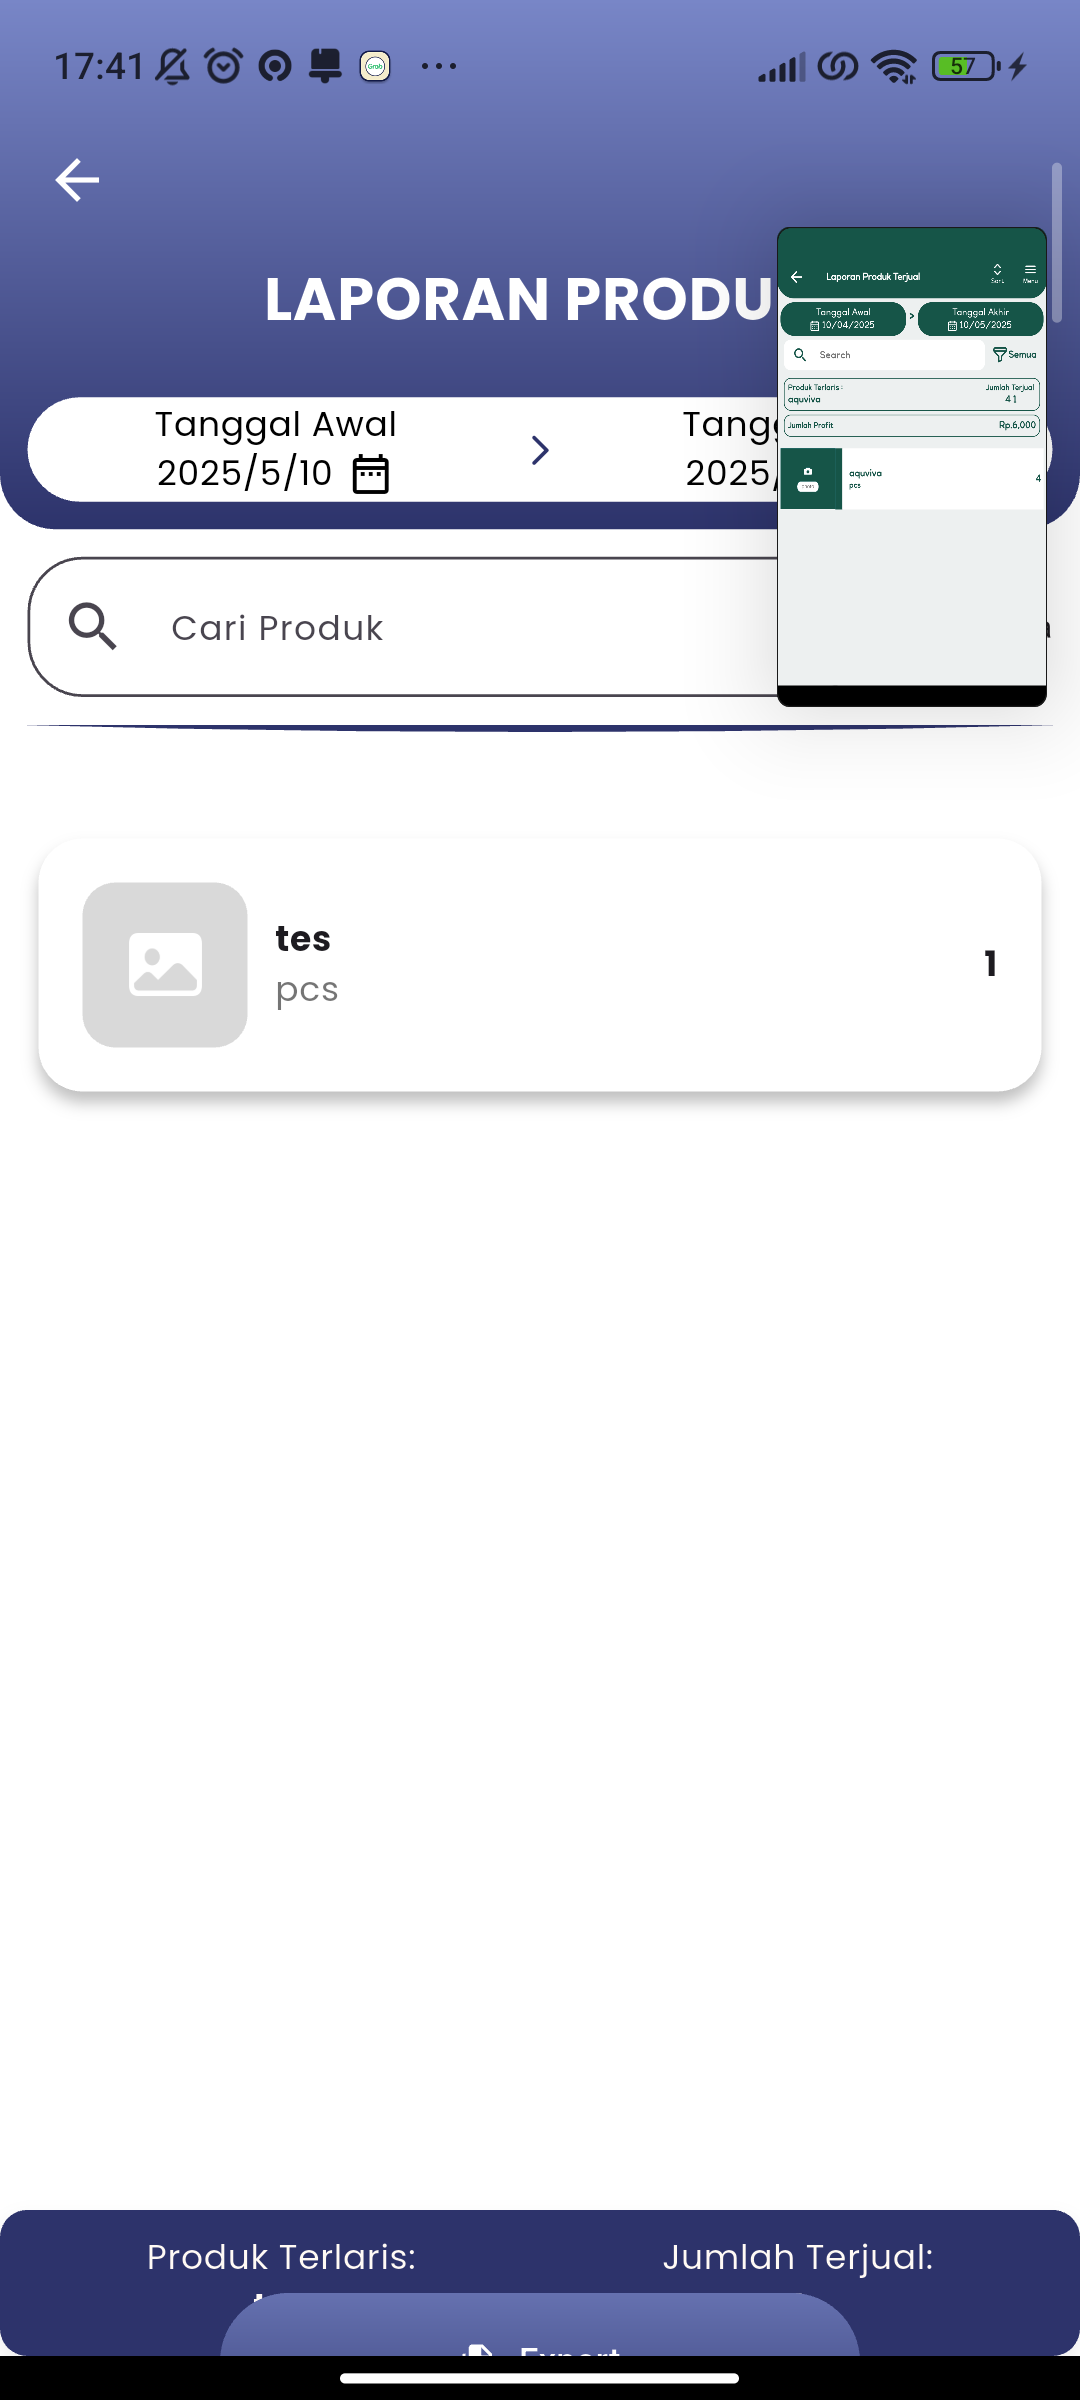 17:41
57
LAPORAN PRODU
Tanggal Awal
2025/5/10
Tangg
2025/
Cari Produk
Laporan Produk Terjual
Sort
Menu
Tanggal Awal
10/04/2025
>
Tanggal Akhir
10/05/2025
Search
Semua
Produk Terlaris :
Jumlah Terjual
aquviva
41
Jumlah Profit
Rp.6,000
aquviva
pcs
4
tes
pcs
1
Produk Terlaris:
Jumlah Terjual:
Export